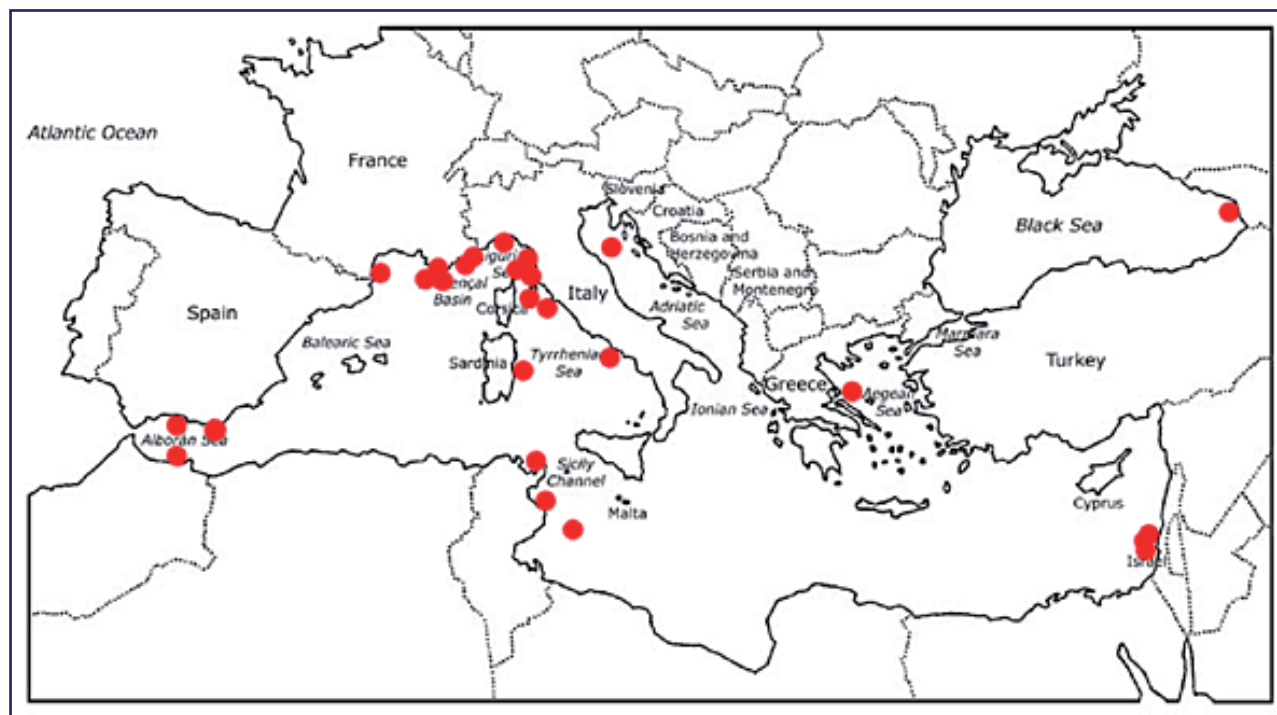 Atlantic Ocean
France
Slovenia
Croatia
Bosnia and
Herzegovina
Serbia and
Montenegro
Black Sea
Spain
Basin
Corsica
Italy
Adriatic
Sea
Marmara
Sea
Turkey
Balearic Sea
Sardinia
Sea
Greece
Aegean
Sea
Ionian Sea
Alboran Sea
Sicily
Channel
Malta
Cyprus
Israel